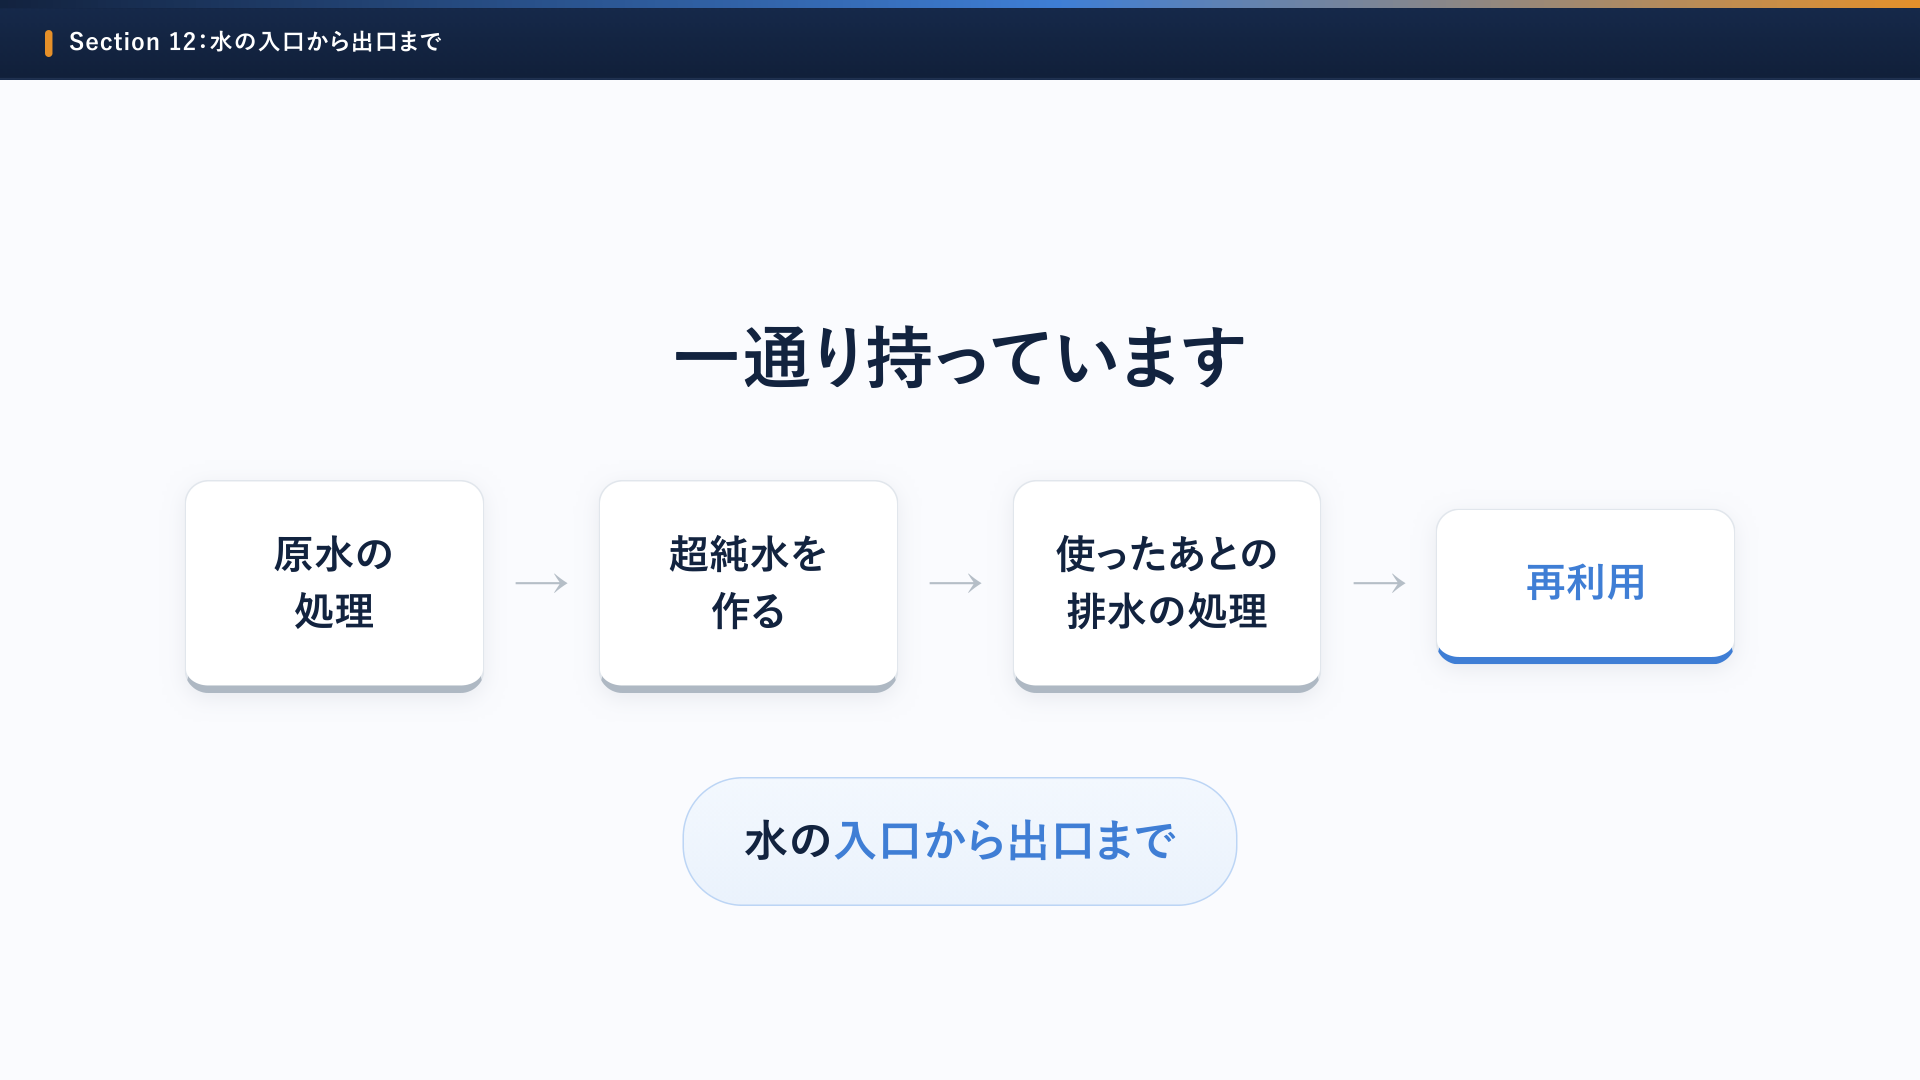 Section 12：水の入口から出口まで
一通り持っています
原水の
処理
→
超純水を
作る
→
使ったあとの
排水の処理
→
再利用
水の入口から出口まで